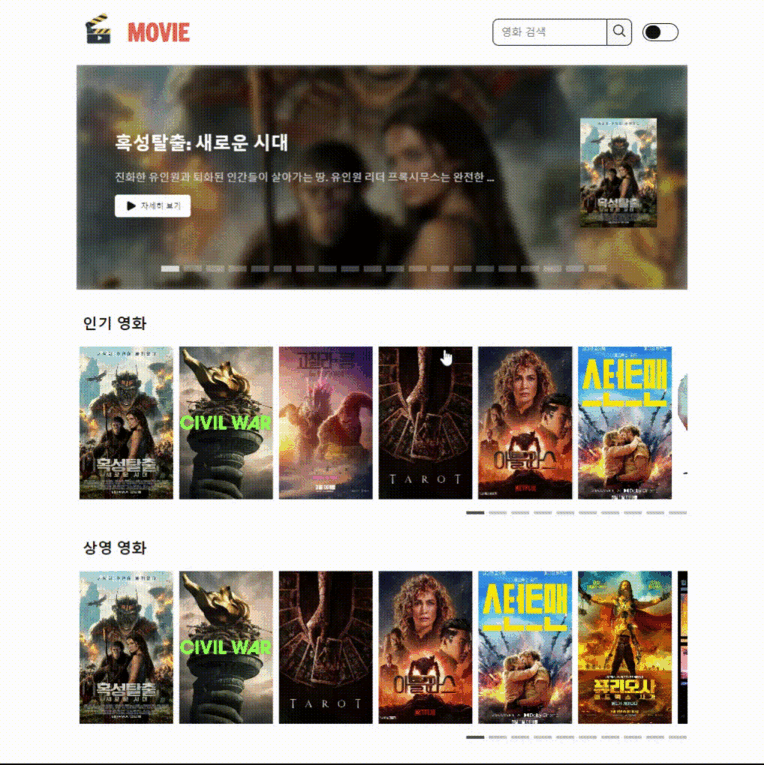 MOVIE
영화 검색
혹성탈출: 새로운 시대
진화한 유인원과 퇴화된 인간들이 살아가는 땅. 유인원 리더 프록시무스는 완전한 ...
자세히 보기
혹성탈출
인기 영화
혹성탈출
CIVIL WAR
TAROT
아틀라스
NETFLIX
스턴트맨
상영 영화
혹성탈출
CIVIL WAR
TAROT
아틀라스
NETFLIX
스턴트맨
퓨리오사